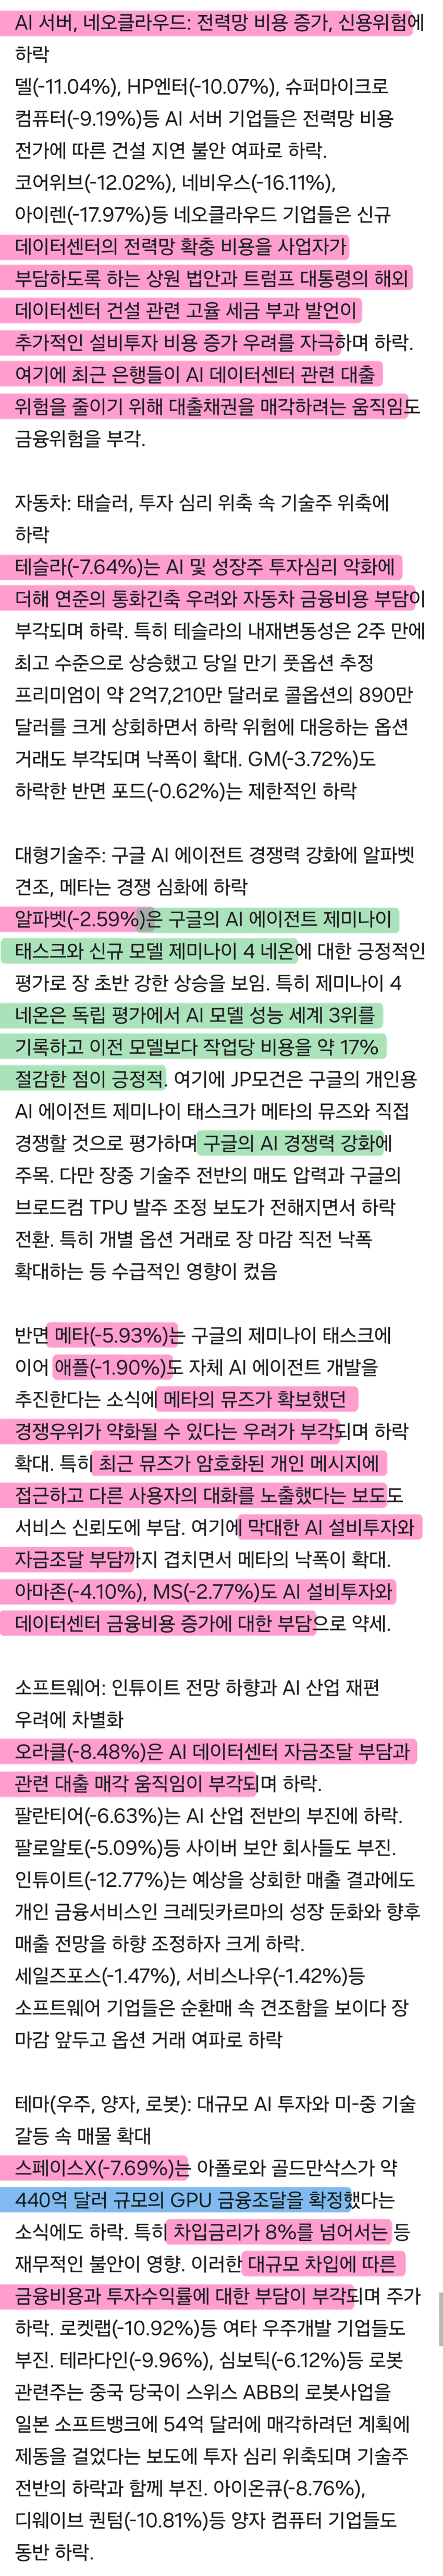 AI 서버, 네오클라우드: 전력망 비용 증가, 신용위험에
하락
델(-11.04%), HP엔터(-10.07%), 슈퍼마이크로
컴퓨터(-9.19%)등 AI 서버 기업들은 전력망 비용
전가에 따른 건설 지연 불안 여파로 하락.
코어위브(-12.02%), 네비우스(-16.11%),
아이렌(-17.97%)등 네오클라우드 기업들은 신규
데이터센터의 전력망 확충 비용을 사업자가
부담하도록 하는 상원 법안과 트럼프 대통령의 해외
데이터센터 건설 관련 고율 세금 부과 발언이
추가적인 설비투자 비용 증가 우려를 자극하며 하락.
여기에 최근 은행들이 AI 데이터센터 관련 대출
위험을 줄이기 위해 대출채권을 매각하려는 움직임도
금융위험을 부각.
자동차: 태슬러, 투자 심리 위축 속 기술주 위축에
하락
테슬라(-7.64%)는 AI 및 성장주 투자심리 악화에
더해 연준의 통화긴축 우려와 자동차 금융비용 부담이
부각되며 하락. 특히 테슬라의 내재변동성은 2주 만에
최고 수준으로 상승했고 당일 만기 풋옵션 추정
프리미엄이 약 2억7,210만 달러로 콜옵션의 890만
달러를 크게 상회하면서 하락 위험에 대응하는 옵션
거래도 부각되며 낙폭이 확대. GM(-3.72%)도
하락한 반면 포드(-0.62%)는 제한적인 하락
대형기술주: 구글 AI 에이전트 경쟁력 강화에 알파벳
견조, 메타는 경쟁 심화에 하락
알파벳(-2.59%)은 구글의 AI 에이전트 제미나이
태스크와 신규 모델 제미나이 4 네온에 대한 긍정적인
평가로 장 초반 강한 상승을 보임. 특히 제미나이 4
네온은 독립 평가에서 AI 모델 성능 세계 3위를
기록하고 이전 모델보다 작업당 비용을 약 17%
절감한 점이 긍정적. 여기에 JP모건은 구글의 개인용
AI 에이전트 제미나이 태스크가 메타의 뮤즈와 직접
경쟁할 것으로 평가하며 구글의 AI 경쟁력 강화에
주목. 다만 장중 기술주 전반의 매도 압력과 구글의
브로드컴 TPU 발주 조정 보도가 전해지면서 하락
전환. 특히 개별 옵션 거래로 장 마감 직전 낙폭
확대하는 등 수급적인 영향이 컸음
반면 메타(-5.93%)는 구글의 제미나이 태스크에
이어 애플(-1.90%)도 자체 AI 에이전트 개발을
추진한다는 소식에 메타의 뮤즈가 확보했던
경쟁우위가 약화될 수 있다는 우려가 부각되며 하락
확대. 특히 최근 뮤즈가 암호화된 개인 메시지에
접근하고 다른 사용자의 대화를 노출했다는 보도도
서비스 신뢰도에 부담. 여기에 막대한 AI 설비투자와
자금조달 부담까지 겹치면서 메타의 낙폭이 확대.
아마존(-4.10%), MS(-2.77%)도 AI 설비투자와
데이터센터 금융비용 증가에 대한 부담으로 약세.
소프트웨어: 인튜이트 전망 하향과 AI 산업 재편
우려에 차별화
오라클(-8.48%)은 AI 데이터센터 자금조달 부담과
관련 대출 매각 움직임이 부각되며 하락.
팔란티어(-6.63%)는 AI 산업 전반의 부진에 하락.
팔로알토(-5.09%)등 사이버 보안 회사들도 부진.
인튜이트(-12.77%)는 예상을 상회한 매출 결과에도
개인 금융서비스인 크레딧카르마의 성장 둔화와 향후
매출 전망을 하향 조정하자 크게 하락.
세일즈포스(-1.47%), 서비스나우(-1.42%)등
소프트웨어 기업들은 순환매 속 견조함을 보이다 장
마감 앞두고 옵션 거래 여파로 하락
테마(우주, 양자, 로봇): 대규모 AI 투자와 미-중 기술
갈등 속 매물 확대
스페이스X(-7.69%)는 아폴로와 골드만삭스가 약
440억 달러 규모의 GPU 금융조달을 확정했다는
소식에도 하락. 특히 차입금리가 8%를 넘어서는 등
재무적인 불안이 영향. 이러한 대규모 차입에 따른
금융비용과 투자수익률에 대한 부담이 부각되며 주가
하락. 로켓랩(-10.92%)등 여타 우주개발 기업들도
부진. 테라다인(-9.96%), 심보틱(-6.12%)등 로봇
관련주는 중국 당국이 스위스 ABB의 로봇사업을
일본 소프트뱅크에 54억 달러에 매각하려던 계획에
제동을 걸었다는 보도에 투자 심리 위축되며 기술주
전반의 하락과 함께 부진. 아이온큐(-8.76%),
디웨이브 퀀텀(-10.81%)등 양자 컴퓨터 기업들도
동반 하락.